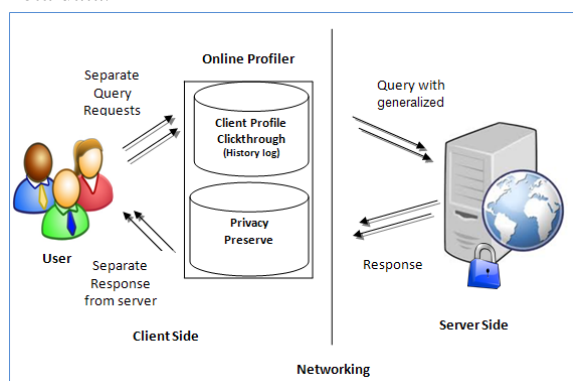 Online Profiler
Separate
Query
Requests
Client Profile
Clickthrough
(History log)
Privacy
Preserve
User
Separate
Response
from server
Client Side
Query with
generalized
Response
Server Side
Networking